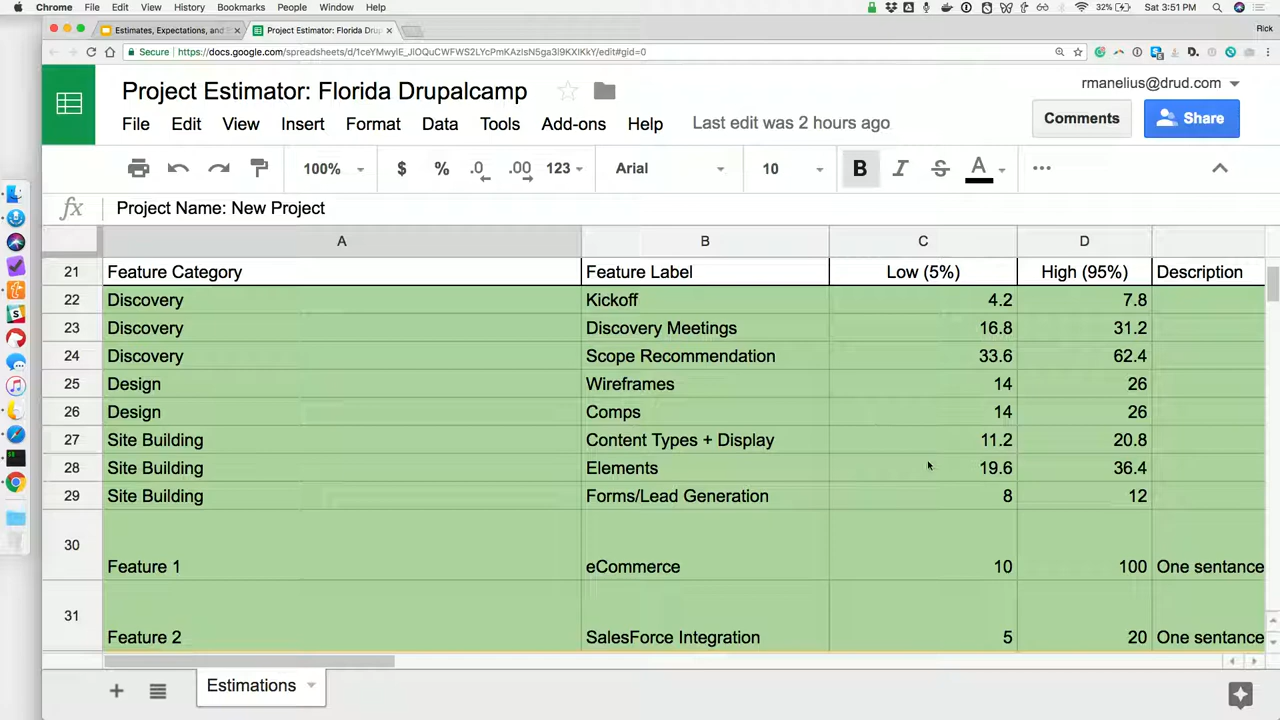 Chrome File Edit View History Bookmarks People Window Help 32% Sat 3:51 PM
Estimates, Expectations, and E × Project Estimator: Florida Drup × Rick
Secure https://docs.google.com/spreadsheets/d/1ceYMwylE_JlOQuCWFWS2LYcPmKAzIsN5ga3l9KXIKkY/edit#gid=0
Project Estimator: Florida Drupalcamp
rmanelius@drud.com
File Edit View Insert Format Data Tools Add-ons Help Last edit was 2 hours ago
Comments Share
100% $ % .0 .00 123 Arial 10 B I S A
fx Project Name: New Project
A B C D
21 Feature Category Feature Label Low (5%) High (95%) Description
22 Discovery Kickoff 4.2 7.8
23 Discovery Discovery Meetings 16.8 31.2
24 Discovery Scope Recommendation 33.6 62.4
25 Design Wireframes 14 26
26 Design Comps 14 26
27 Site Building Content Types + Display 11.2 20.8
28 Site Building Elements 19.6 36.4
29 Site Building Forms/Lead Generation 8 12
30 Feature 1 eCommerce 10 100 One sentance
31 Feature 2 SalesForce Integration 5 20 One sentance
Estimations